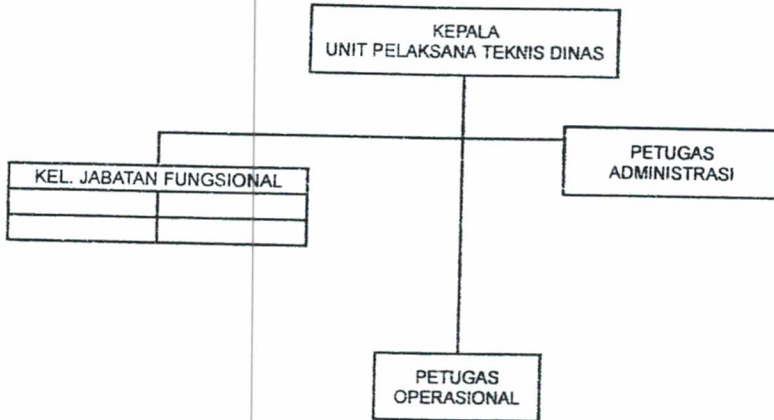 KEPALA
UNIT PELAKSANA TEKNIS DINAS
PETUGAS
ADMINISTRASI
KEL. JABATAN FUNGSIONAL
PETUGAS
OPERASIONAL